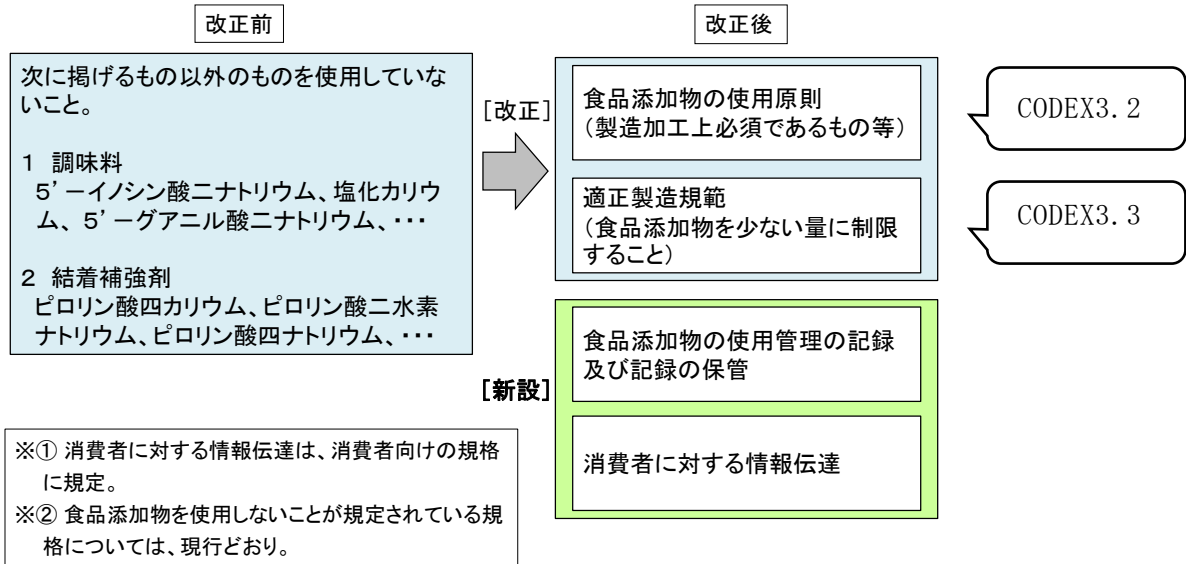 改正前
次に掲げるもの以外のものを使用していな
いこと。
1 調味料
5’-イノシン酸二ナトリウム、塩化カリウ
ム、5’-グアニル酸二ナトリウム、・・・
2 結着補強剤
ピロリン酸四カリウム、ピロリン酸二水素
ナトリウム、ピロリン酸四ナトリウム、・・・
※① 消費者に対する情報伝達は、消費者向けの規格
に規定。
※② 食品添加物を使用しないことが規定されている規
格については、現行どおり。
[改正]
[新設]
改正後
食品添加物の使用原則
(製造加工上必須であるもの等)
適正製造規範
(食品添加物を少ない量に制限
すること)
食品添加物の使用管理の記録
及び記録の保管
消費者に対する情報伝達
CODEX3.2
CODEX3.3